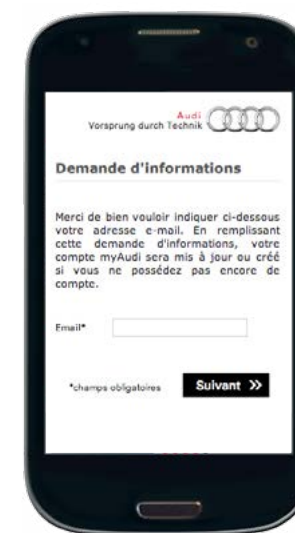 Audi
Vorsprung durch Technik
Demande d'informations
Merci de bien vouloir indiquer ci-dessous
votre adresse e-mail. En remplissant
cette demande d'informations, votre
compte myAudi sera mis à jour ou créé
si vous ne possédez pas encore de
compte.
Email*
*champs obligatoires
Suivant »